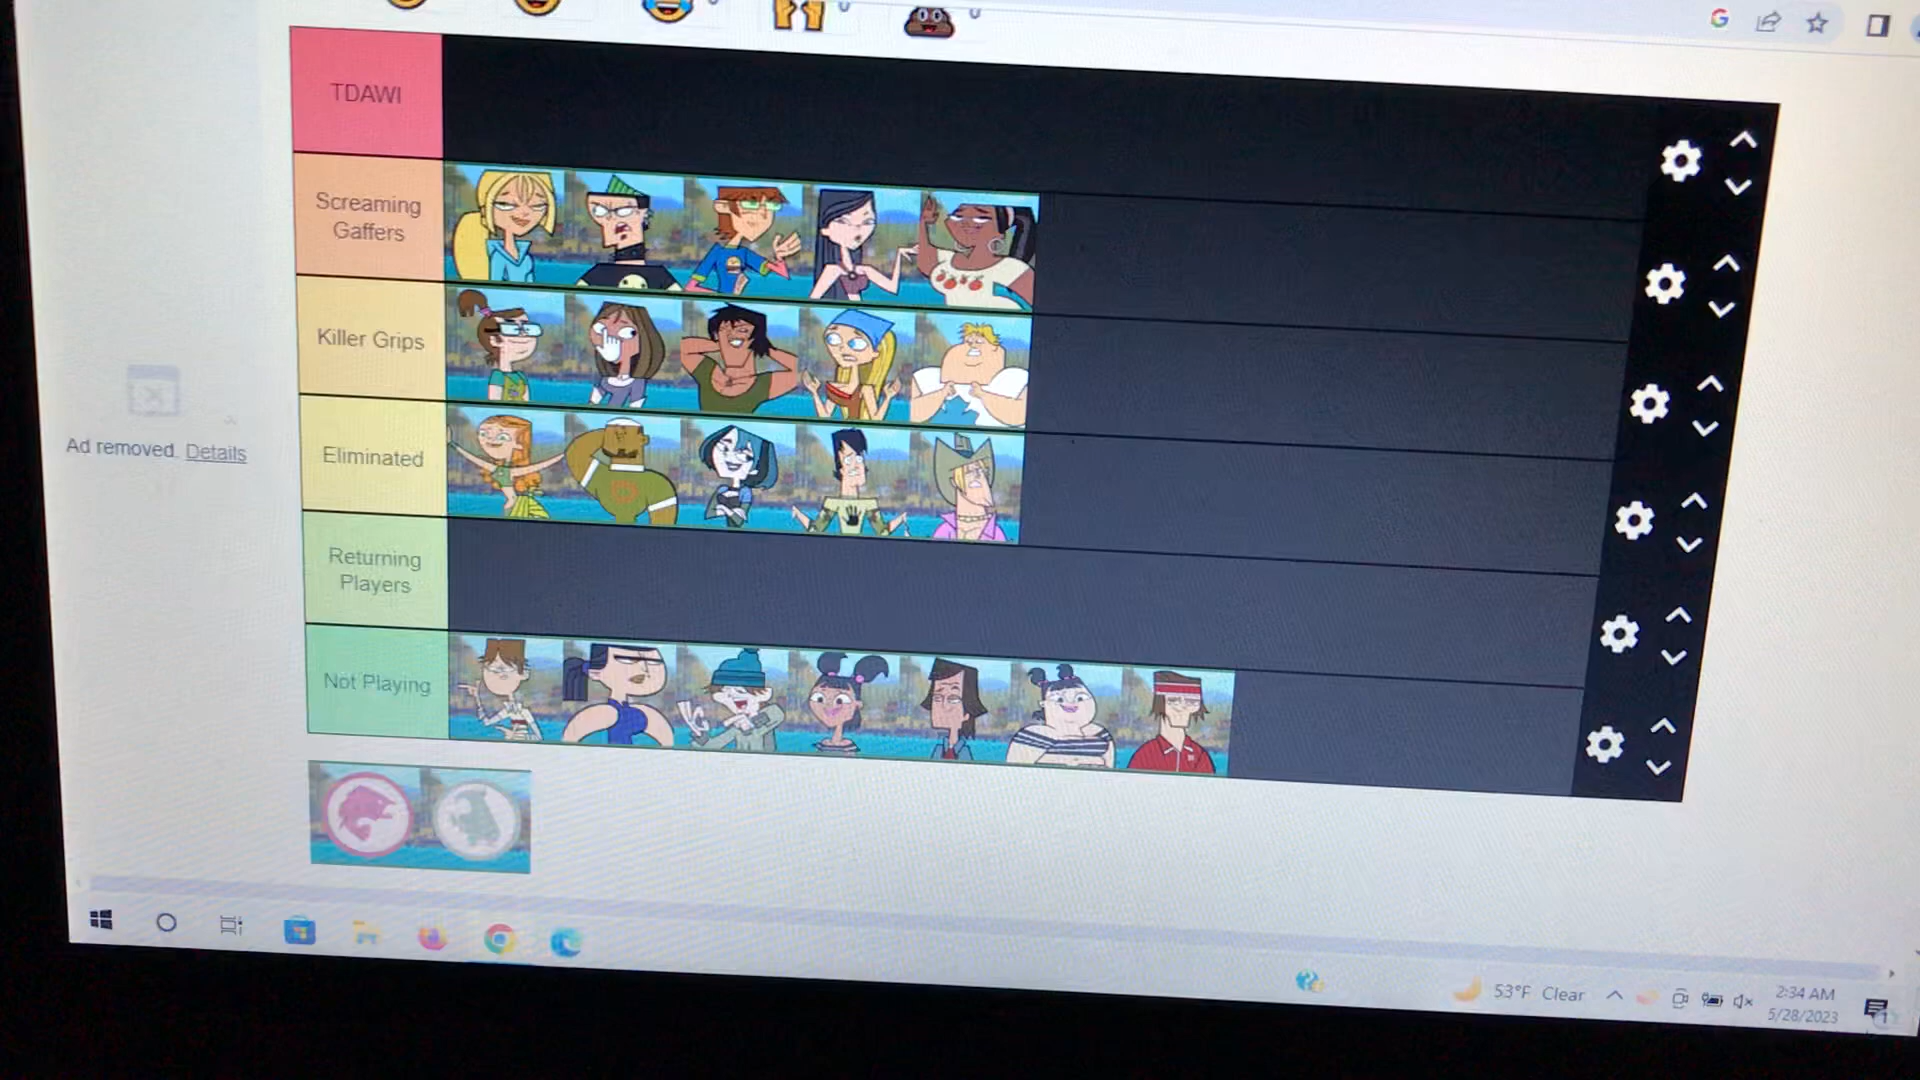 TDAWI
Screaming
Gaffers
Killer Grips
Eliminated
Returning
Players
Not Playing
Ad removed. Details
53°F Clear
2:34 AM
5/28/2023